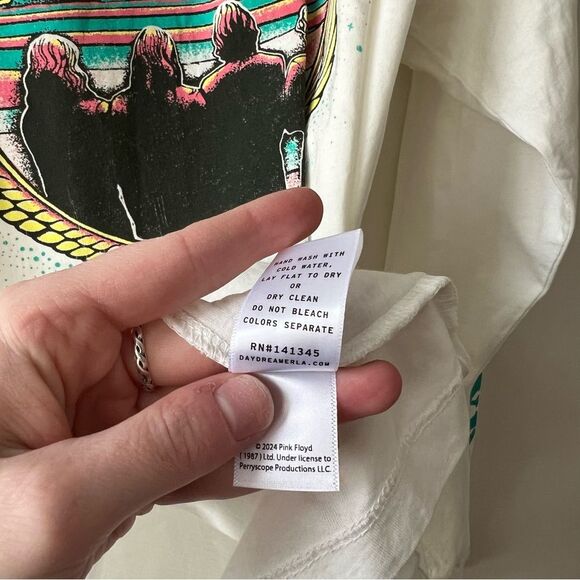 HAND WASH WITH
COLD WATER,
LAY FLAT TO DRY
OR
DRY CLEAN
DO NOT BLEACH
COLORS SEPARATE
RN#141345
DAYDREAMERLA.COM
© 2024 Pink Floyd
(1987) Ltd. Under license to
Perryscope Productions LLC.